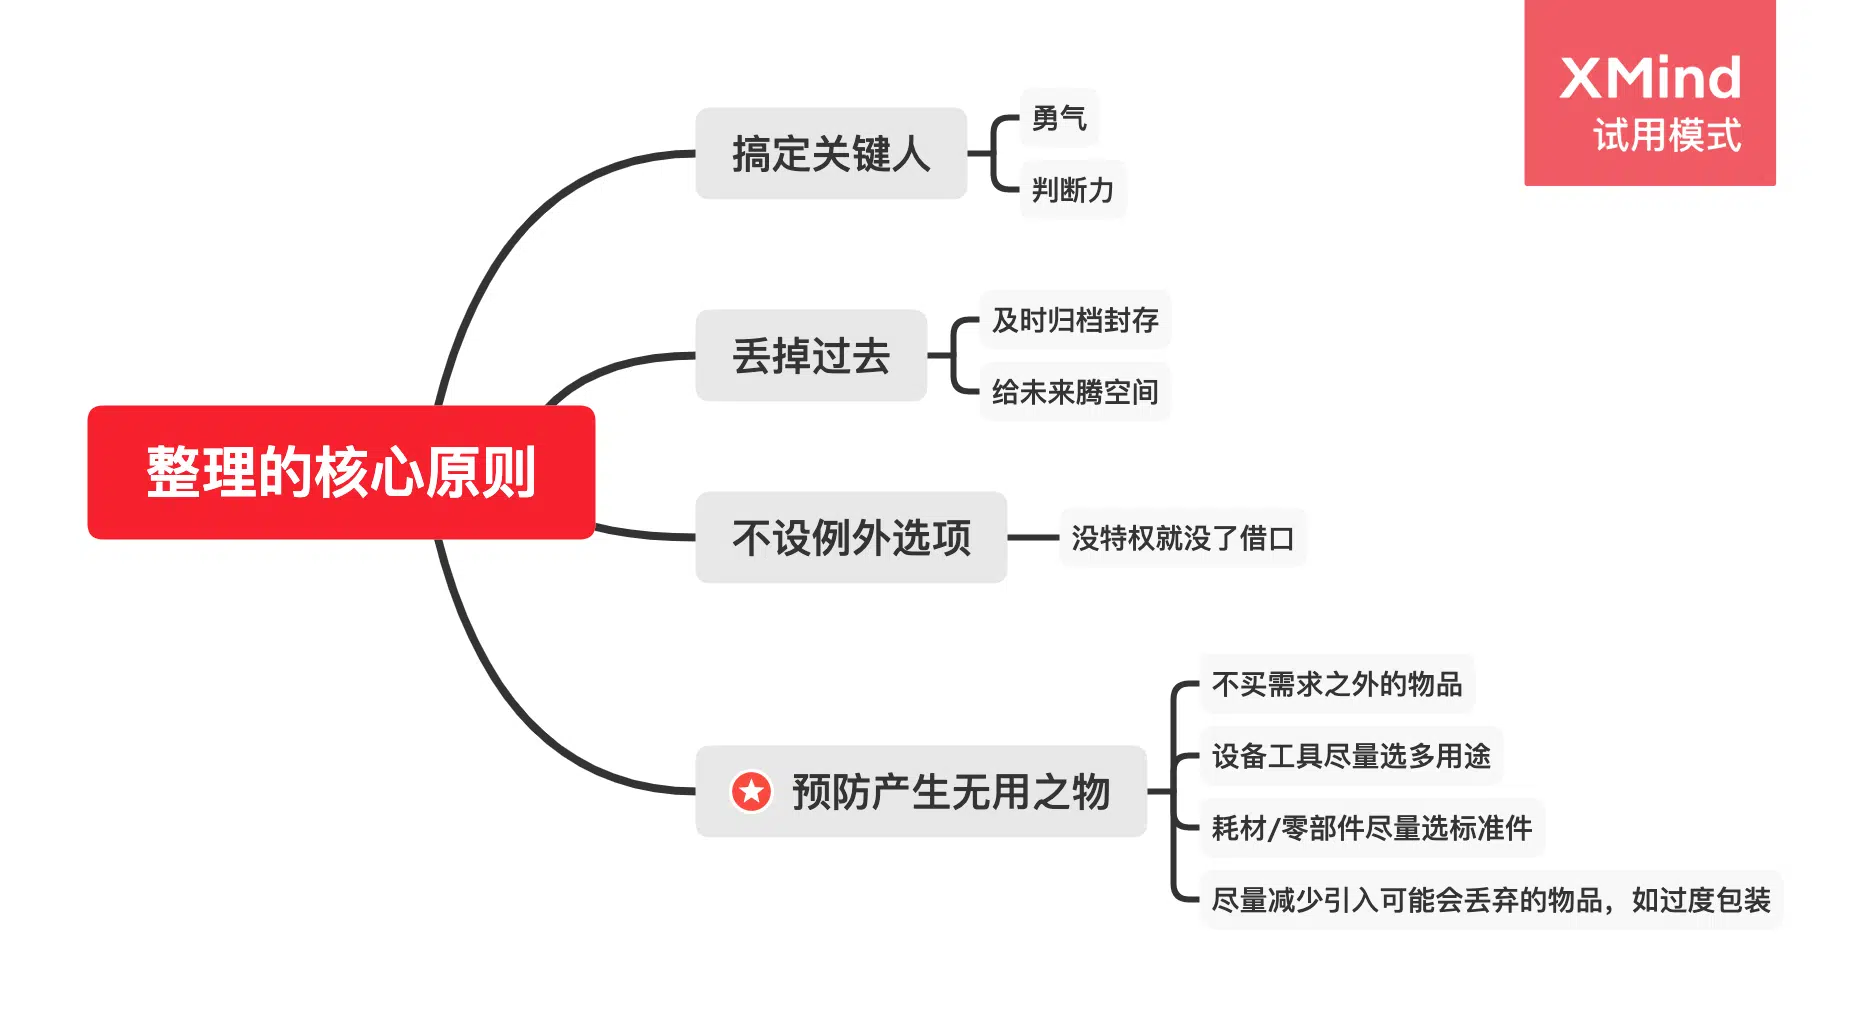 XMind
试用模式
整理的核心原则
搞定关键人
勇气
判断力
丢掉过去
及时归档封存
给未来腾空间
不设例外选项
没特权就没了借口
预防产生无用之物
不买需求之外的物品
设备工具尽量选多用途
耗材/零部件尽量选标准件
尽量减少引入可能会丢弃的物品，如过度包装